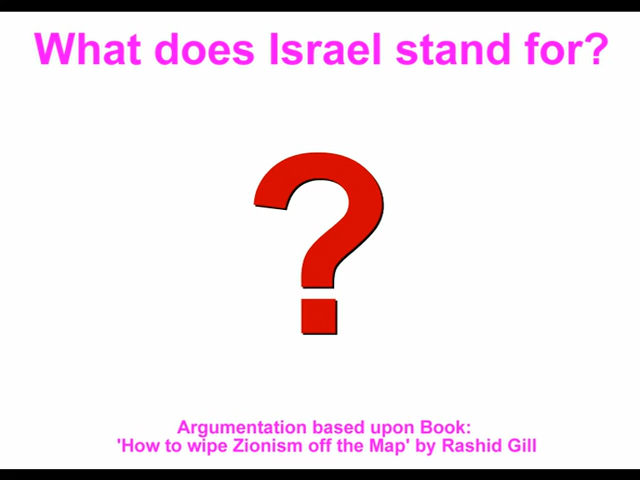 What does Israel stand for?
?
Argumentation based upon Book:
'How to wipe Zionism off the Map' by Rashid Gill